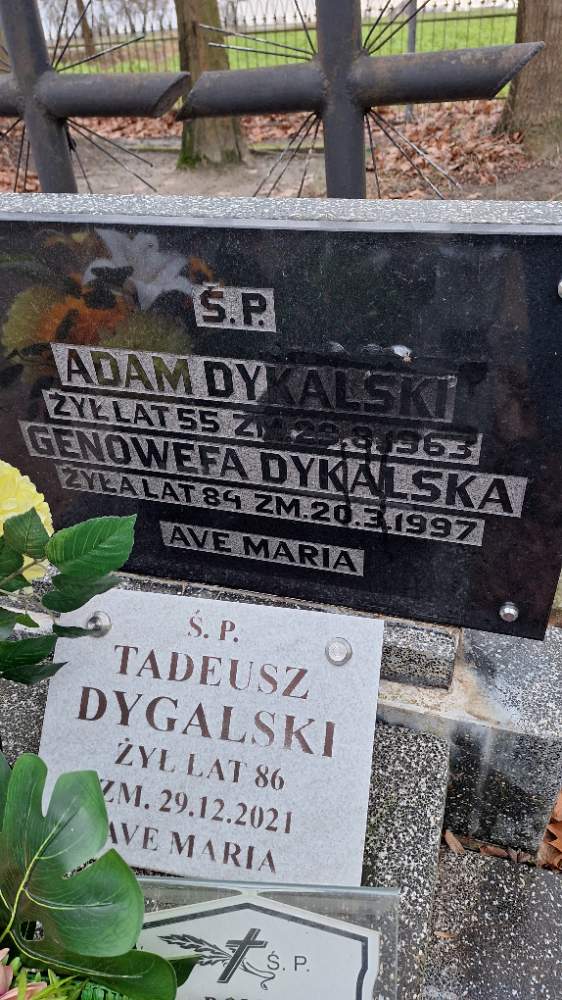 Ś.P.
ADAM DYKALSKI
ŻYŁ LAT 55 ZM. 29.8.1963
GENOWEFA DYKALSKA
ŻYŁA LAT 84 ZM. 20.3.1997
AVE MARIA
Ś. P.
TADEUSZ
DYGALSKI
ŻYŁ LAT 86
ZM. 29.12.2021
AVE MARIA
Ś. P.